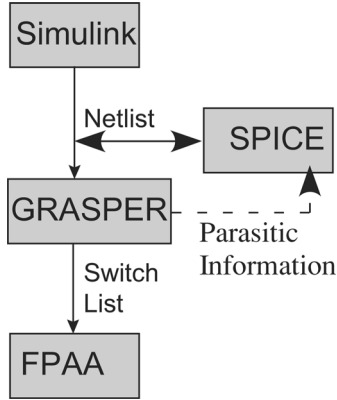 Simulink
Netlist
SPICE
GRASPER
Parasitic
Information
Switch
List
FPAA